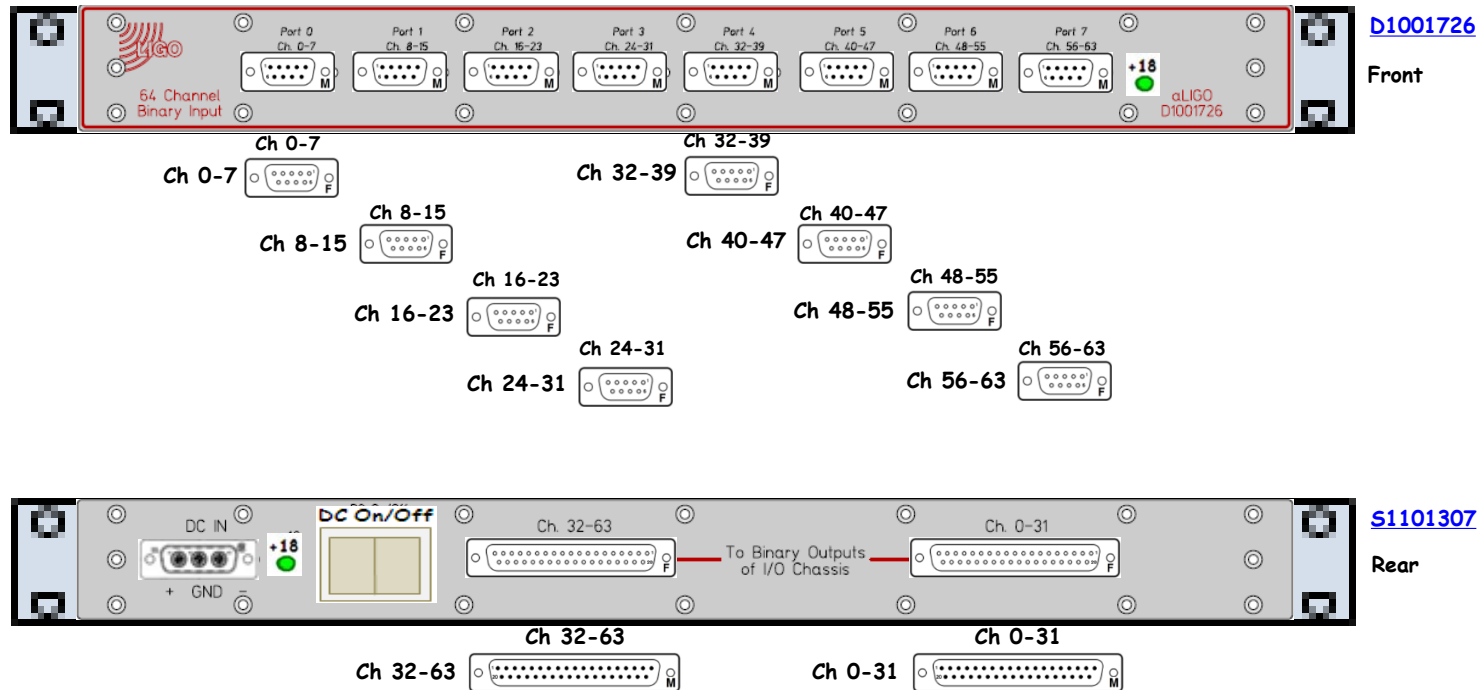 Port 0
Ch. 0-7
Port 1
Ch. 8-15
Port 2
Ch. 16-23
Port 3
Ch. 24-31
Port 4
Ch. 32-39
Port 5
Ch. 40-47
Port 6
Ch. 48-55
Port 7
Ch. 56-63
D1001726
Front
LIGO
M M M M M M M M
+18
64 Channel
Binary Input
aLIGO
D1001726
Ch 0-7
Ch 0-7
F
Ch 32-39
Ch 32-39
F
Ch 8-15
Ch 8-15
F
Ch 40-47
Ch 40-47
F
Ch 16-23
Ch 16-23
F
Ch 48-55
Ch 48-55
F
Ch 24-31
Ch 24-31
F
Ch 56-63
Ch 56-63
F
DC IN
+ GND -
+18
DC On/Off
Ch. 32-63
F
To Binary Outputs
of I/O Chassis
Ch. 0-31
F
S1101307
Rear
Ch 32-63
Ch 32-63
M
Ch 0-31
Ch 0-31
M